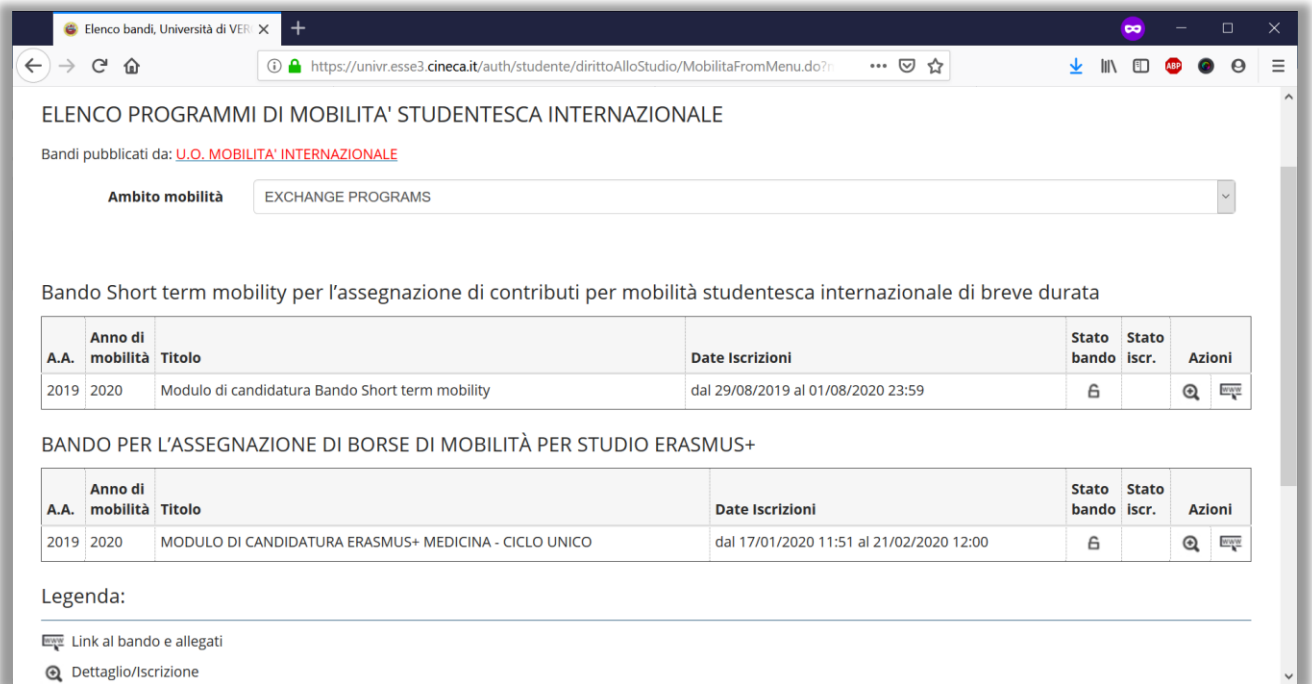 Elenco bandi, Università di VER
https://univr.esse3.cineca.it/auth/studente/dirittoAlloStudio/MobilitaFromMenu.do?
ABP
ELENCO PROGRAMMI DI MOBILITA' STUDENTESCA INTERNAZIONALE
Bandi pubblicati da: U.O. MOBILITA' INTERNAZIONALE
Ambito mobilità EXCHANGE PROGRAMS
Bando Short term mobility per l'assegnazione di contributi per mobilità studentesca internazionale di breve durata
A.A. Anno di mobilità Titolo Date Iscrizioni Stato bando Stato iscr. Azioni
2019 2020 Modulo di candidatura Bando Short term mobility dal 29/08/2019 al 01/08/2020 23:59 www
BANDO PER L'ASSEGNAZIONE DI BORSE DI MOBILITÀ PER STUDIO ERASMUS+
A.A. Anno di mobilità Titolo Date Iscrizioni Stato bando Stato iscr. Azioni
2019 2020 MODULO DI CANDIDATURA ERASMUS+ MEDICINA - CICLO UNICO dal 17/01/2020 11:51 al 21/02/2020 12:00 www
Legenda:
www Link al bando e allegati
Dettaglio/Iscrizione